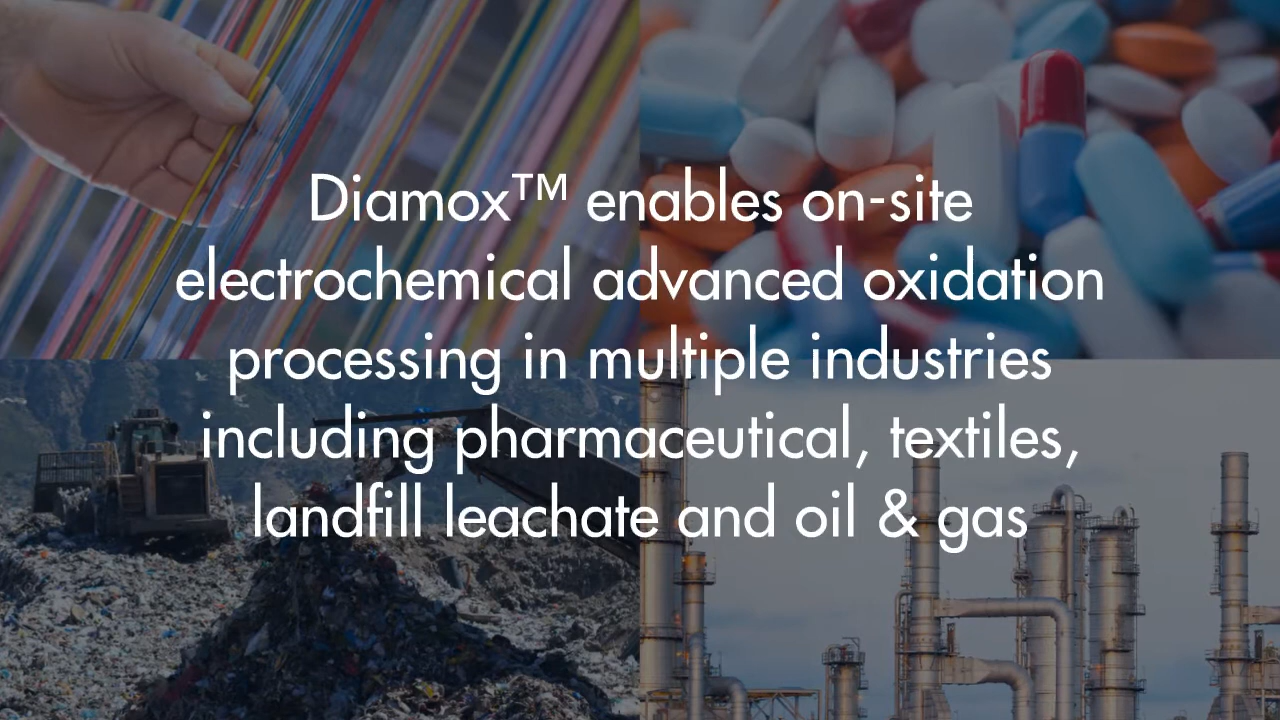 Diamox™ enables on-site
electrochemical advanced oxidation
processing in multiple industries
including pharmaceutical, textiles,
landfill leachate and oil & gas